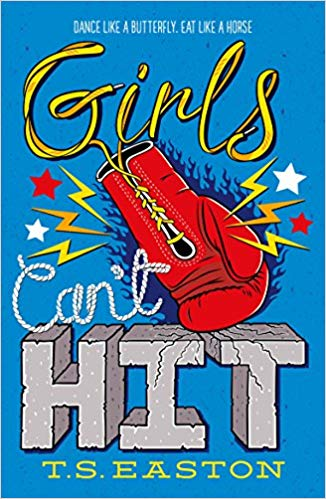 DANCE LIKE A BUTTERFLY. EAT LIKE A HORSE
Girls
Can't
HIT
T.S. EASTON